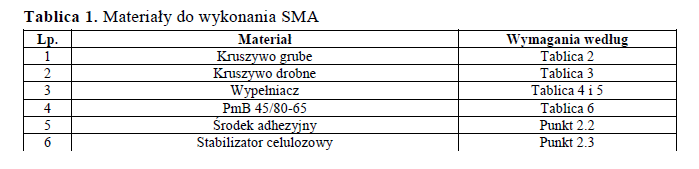 Tablica 1. Materiały do wykonania SMA
Lp. Materiał Wymagania według
1 Kruszywo grube Tablica 2
2 Kruszywo drobne Tablica 3
3 Wypełniacz Tablica 4 i 5
4 PmB 45/80-65 Tablica 6
5 Środek adhezyjny Punkt 2.2
6 Stabilizator celulozowy Punkt 2.3